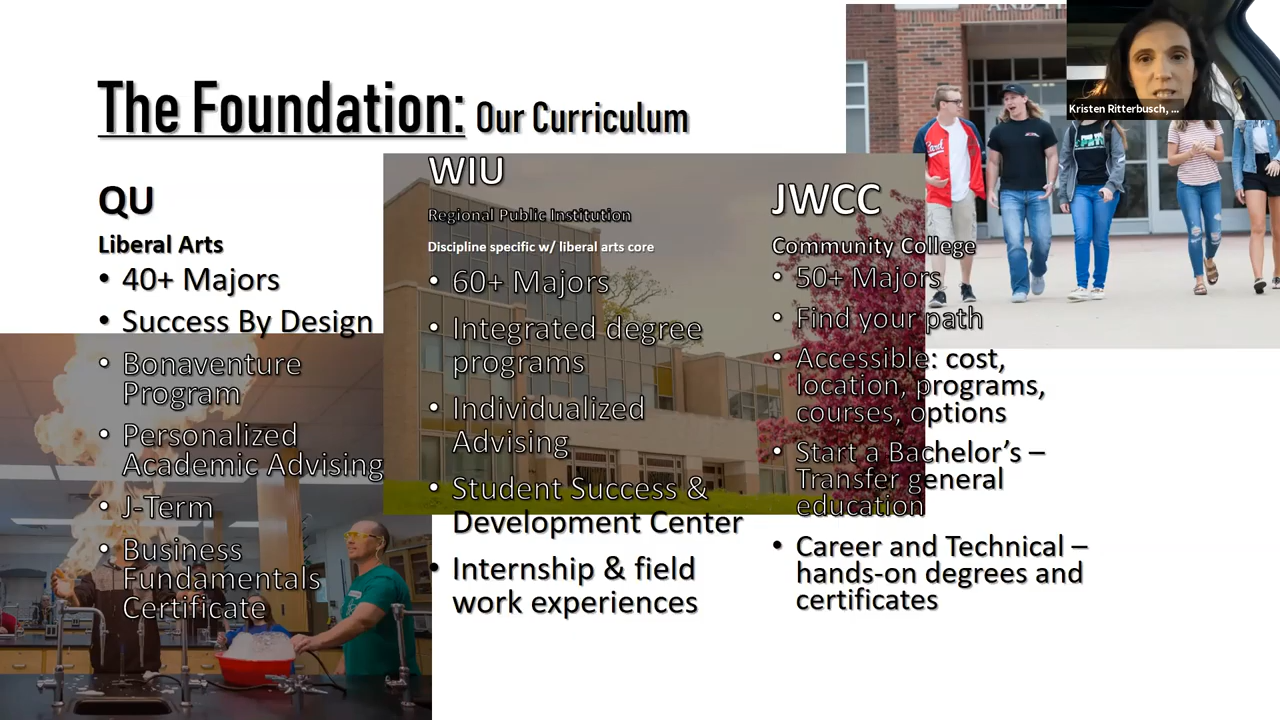 AND
Kristen Ritterbusch, ...
The Foundation: Our Curriculum
QU
Liberal Arts
• 40+ Majors
• Success By Design
• Bonaventure
Program
• Personalized
Academic Advising
• J-Term
• Business
Fundamentals
Certificate
WIU
Regional Public Institution
Discipline specific w/ liberal arts core
• 60+ Majors
• Integrated degree
programs
• Individualized
Advising
• Student Success &
Development Center
• Internship & field
work experiences
JWCC
Community College
• 50+ Majors
• Find your path
• Accessible: cost,
location, programs,
courses, options
• Start a Bachelor’s –
Transfer general
education
• Career and Technical –
hands-on degrees and
certificates